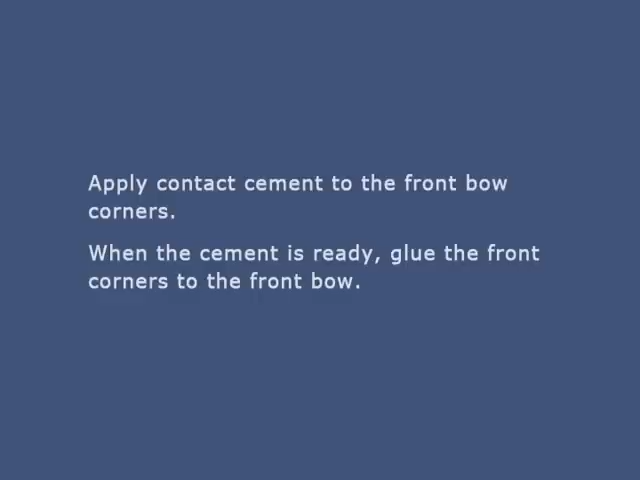 Apply contact cement to the front bow
corners.
When the cement is ready, glue the front
corners to the front bow.